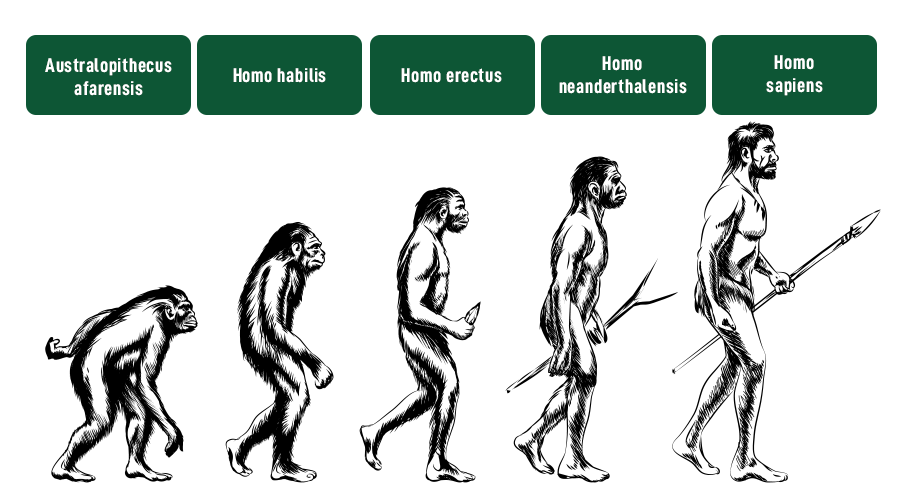 Australopithecus
afarensis
Homo habilis
Homo erectus
Homo
neanderthalensis
Homo
sapiens